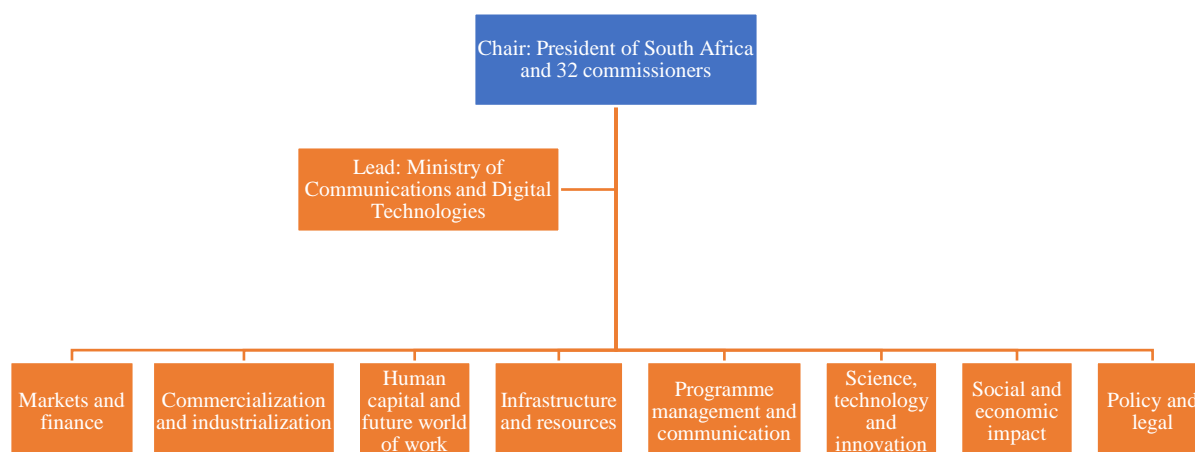 Chair: President of South Africa
and 32 commissioners
Lead: Ministry of
Communications and Digital
Technologies
Markets and
finance
Commercialization
and industrialization
Human
capital and
future world
of work
Infrastructure
and resources
Programme
management and
communication
Science,
technology
and
innovation
Social and
economic
impact
Policy and
legal